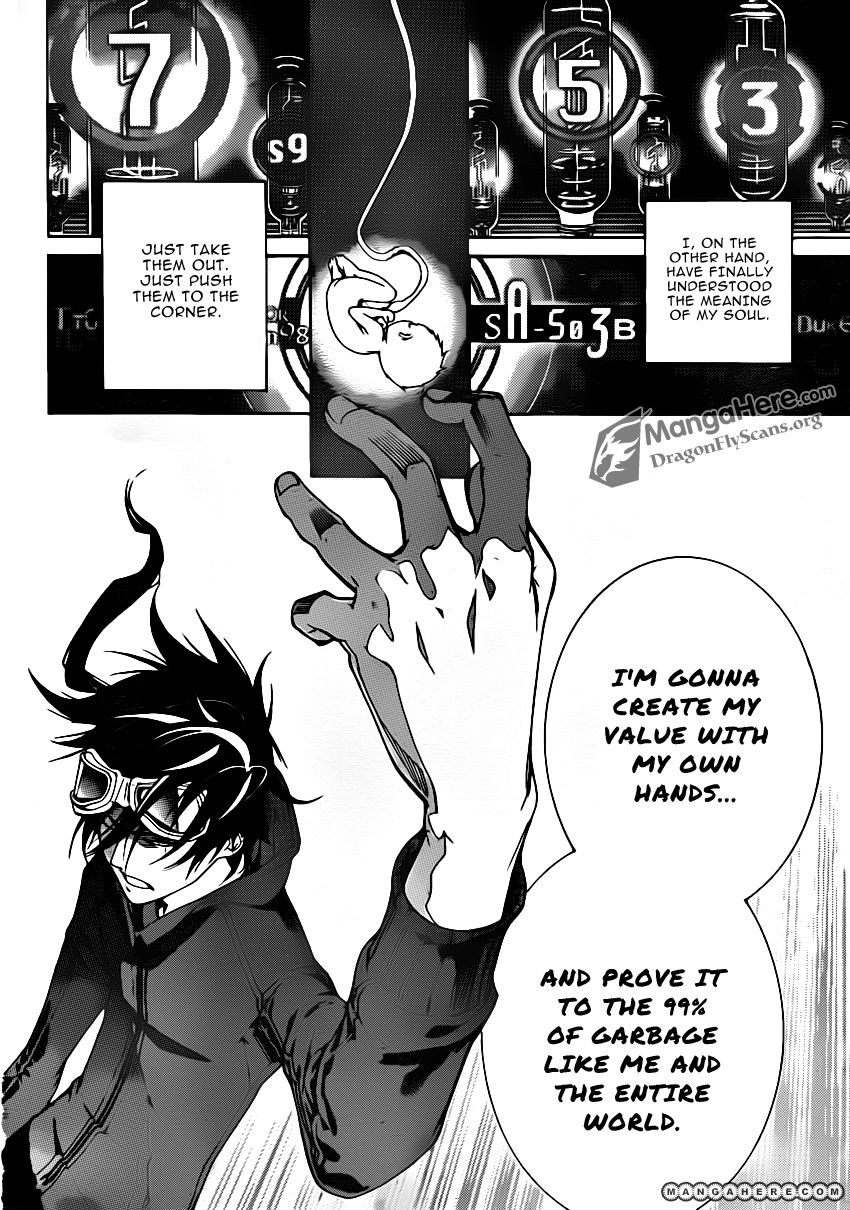 7
s9
5
3
JUST TAKE
THEM OUT.
JUST PUSH
THEM TO THE
CORNER.
I, ON THE
OTHER HAND,
HAVE FINALLY
UNDERSTOOD
THE MEANING
OF MY SOUL.
08
SA-503B
DUKE
MangaHere.com
DragonFlyScans.org
I'M GONNA
CREATE MY
VALUE WITH
MY OWN
HANDS...
AND PROVE IT
TO THE 99%
OF GARBAGE
LIKE ME AND
THE ENTIRE
WORLD.
MANGAHERE.COM